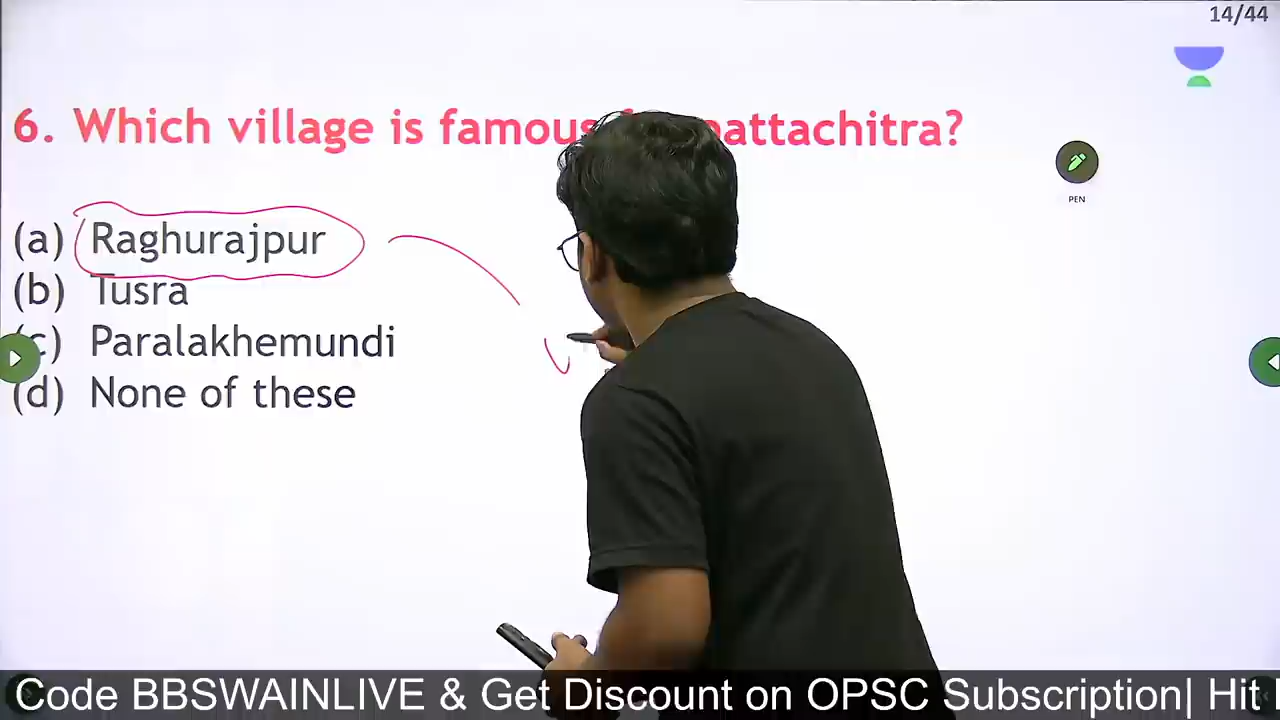 14/44
6. Which village is famous pattachitra?
PEN
(a) Raghurajpur
(b) Tusra
(c) Paralakhemundi
(d) None of these
Code BBSWAINLIVE & Get Discount on OPSC Subscription| Hit